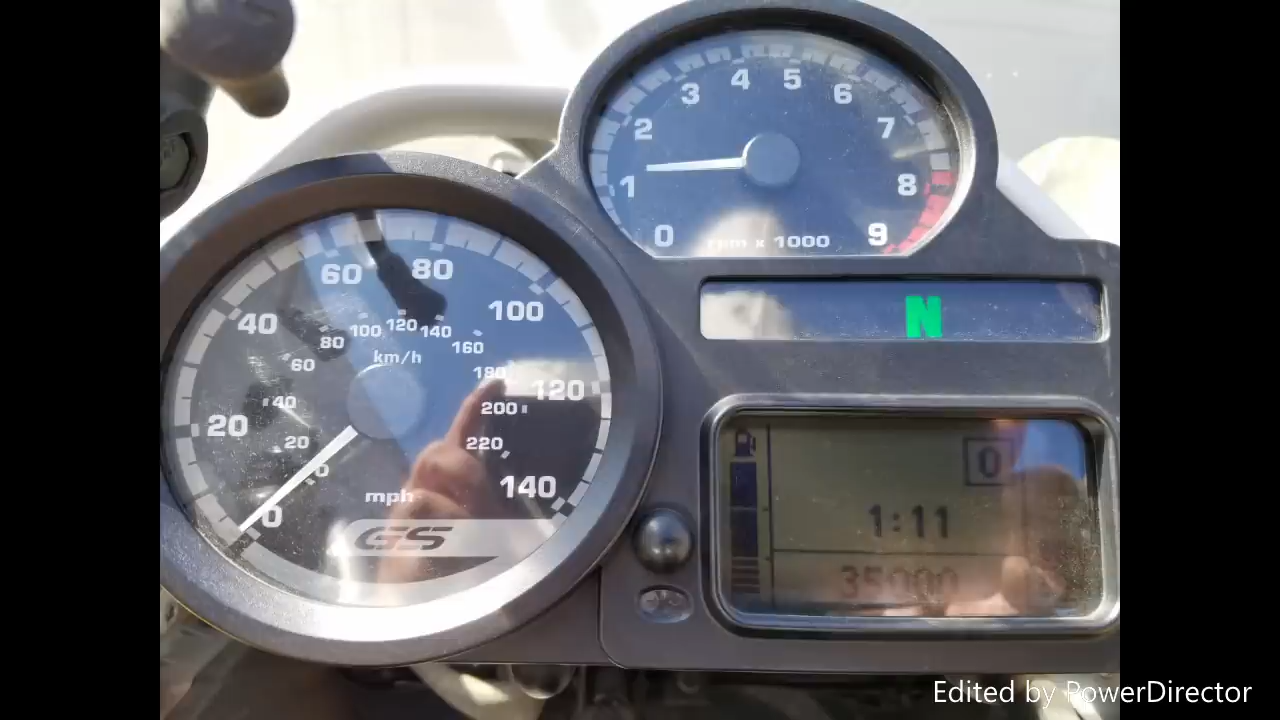 0 1 2 3 4 5 6 7 8 9
rpm x 1000
N
0 20 40 60 80 100 120 140
0 20 40 60 80 100 120 140 160 180 200 220
km/h
mph
GS
0
1:11
35000
Edited by PowerDirector